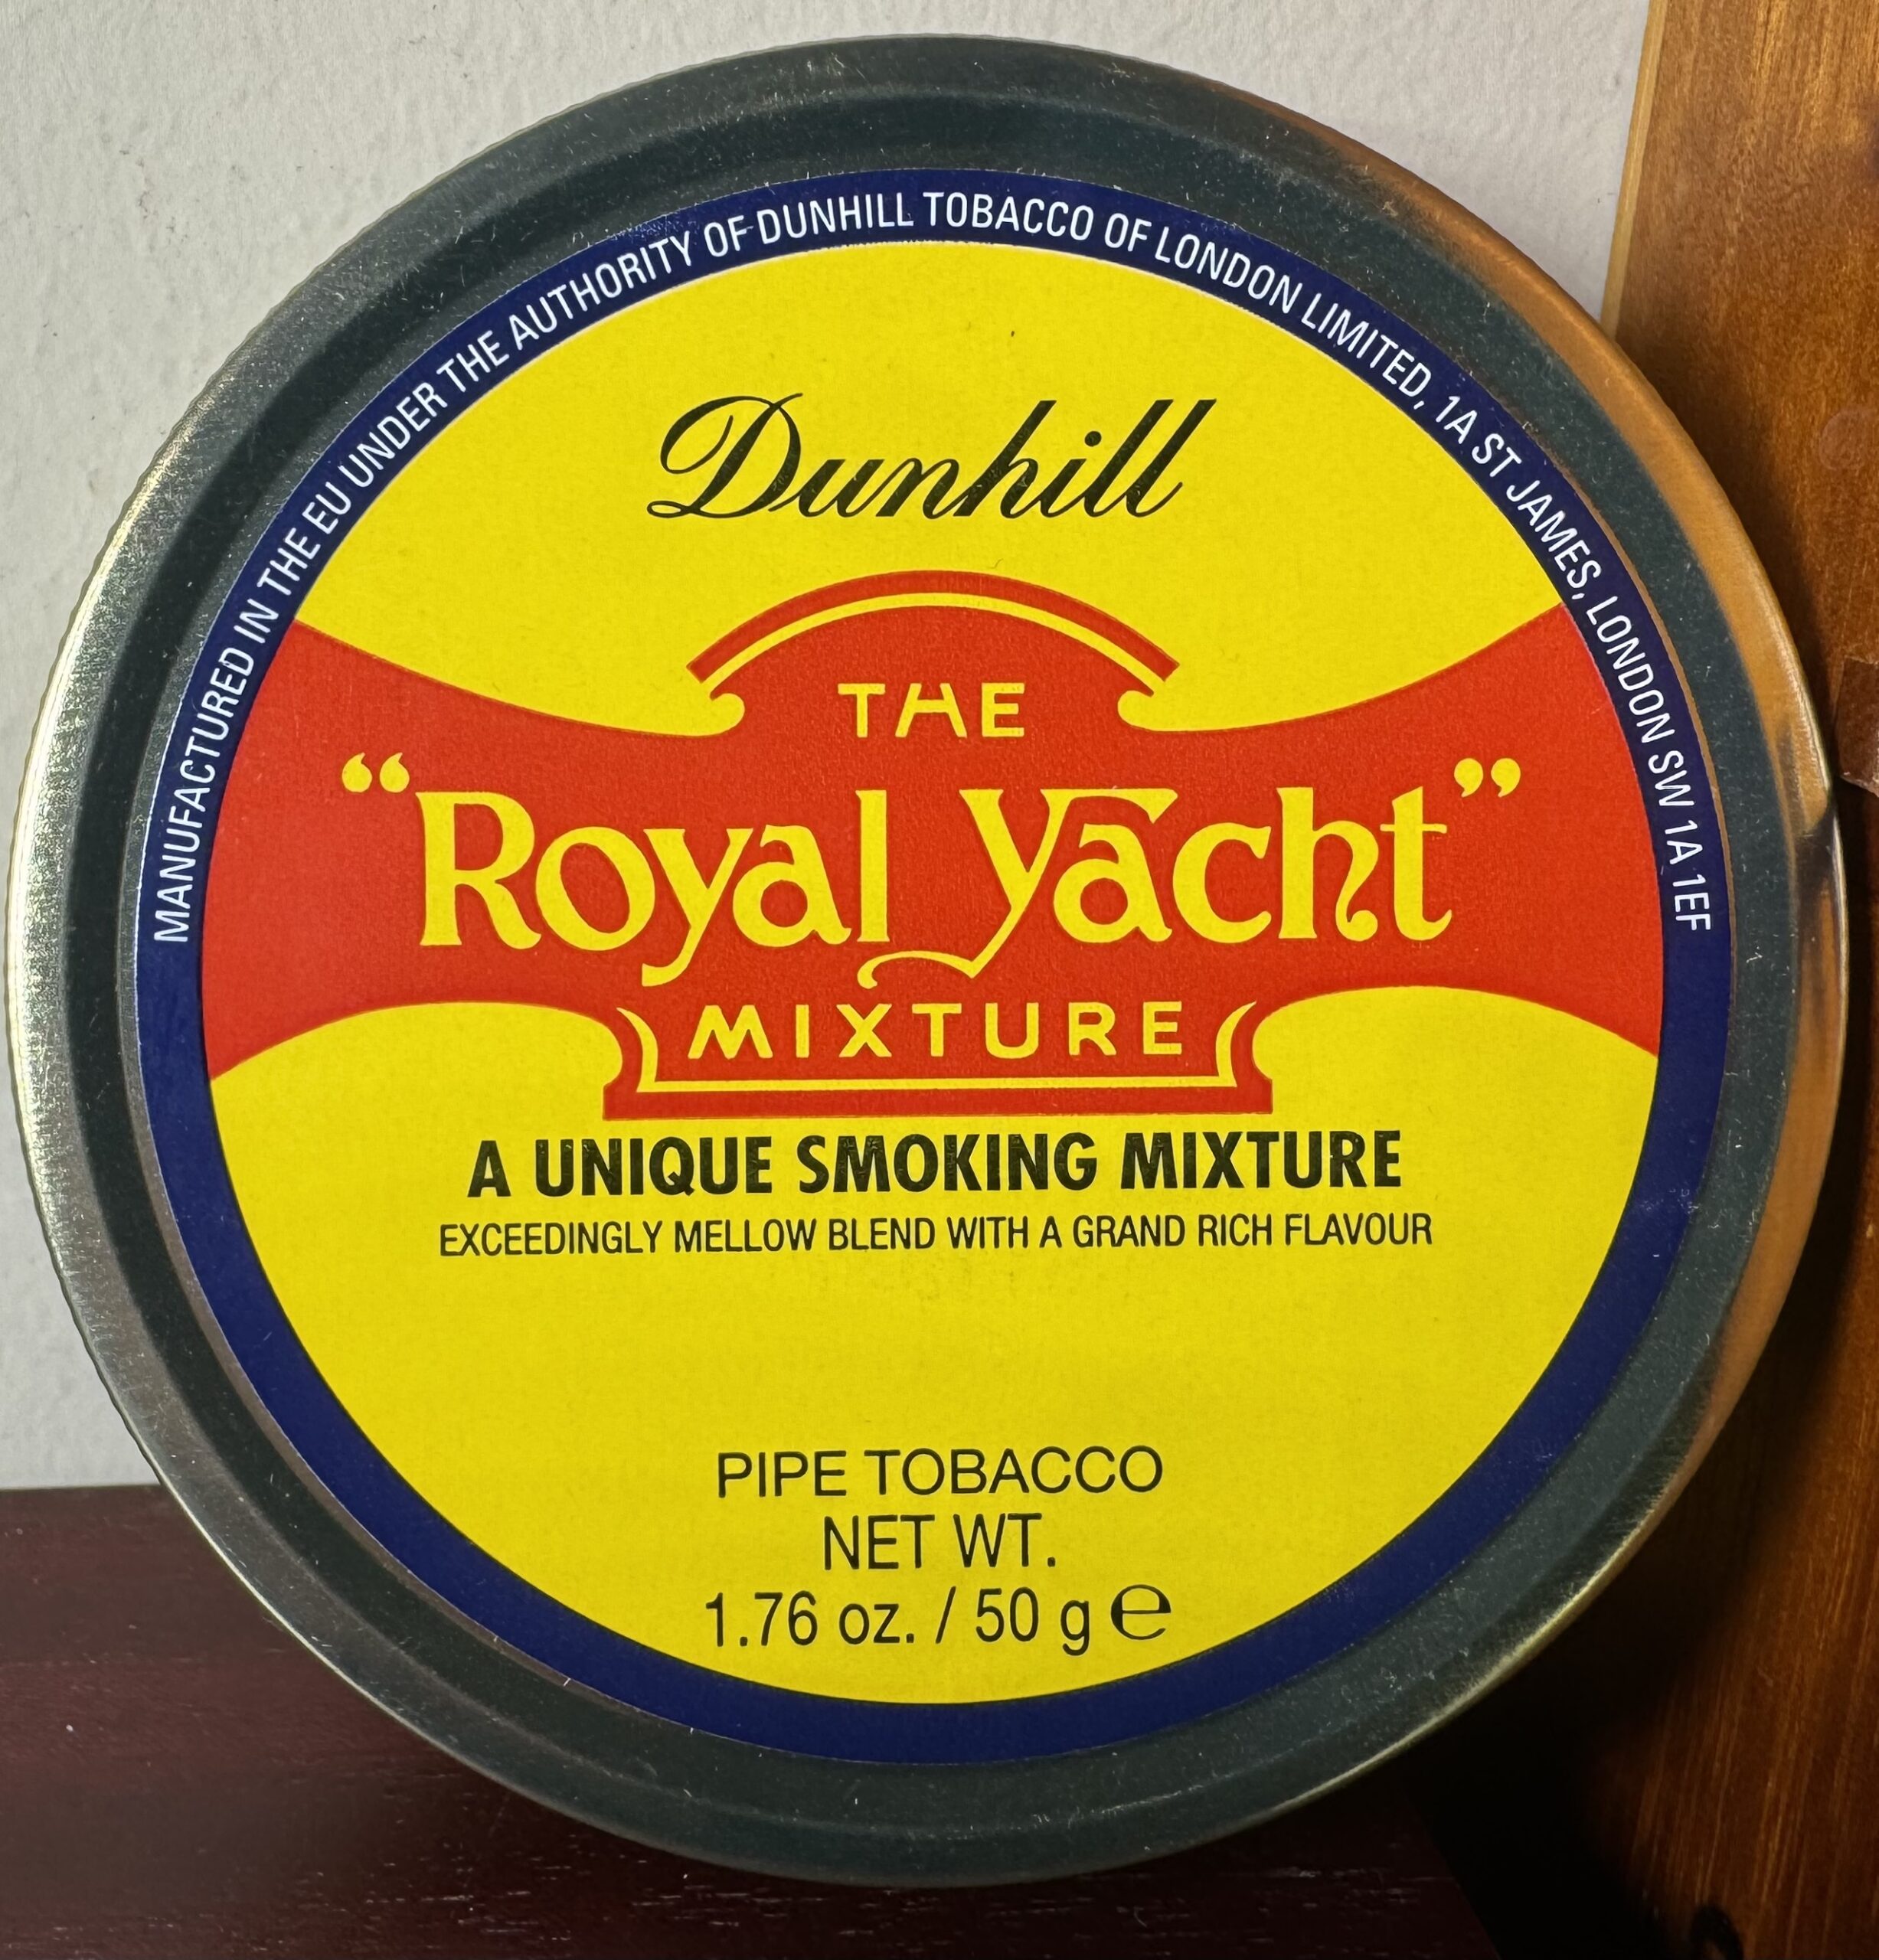 MANUFACTURED IN THE EU UNDER THE AUTHORITY OF DUNHILL TOBACCO OF LONDON LIMITED, 1A ST JAMES, LONDON SW 1A 1EF
Dunhill
THE
“Royal Yacht”
MIXTURE
A UNIQUE SMOKING MIXTURE
EXCEEDINGLY MELLOW BLEND WITH A GRAND RICH FLAVOUR
PIPE TOBACCO
NET WT.
1.76 oz. / 50 g ℮